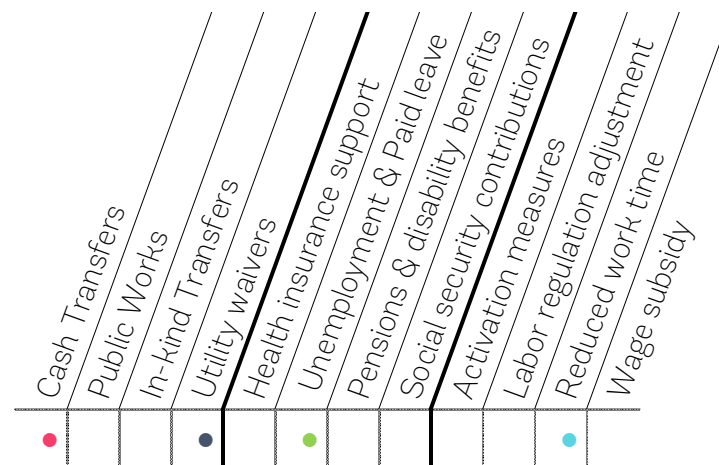 Cash Transfers
Public Works
In-kind Transfers
Utility waivers
Health insurance support
Unemployment & Paid leave
Pensions & disability benefits
Social security contributions
Activation measures
Labor regulation adjustment
Reduced work time
Wage subsidy